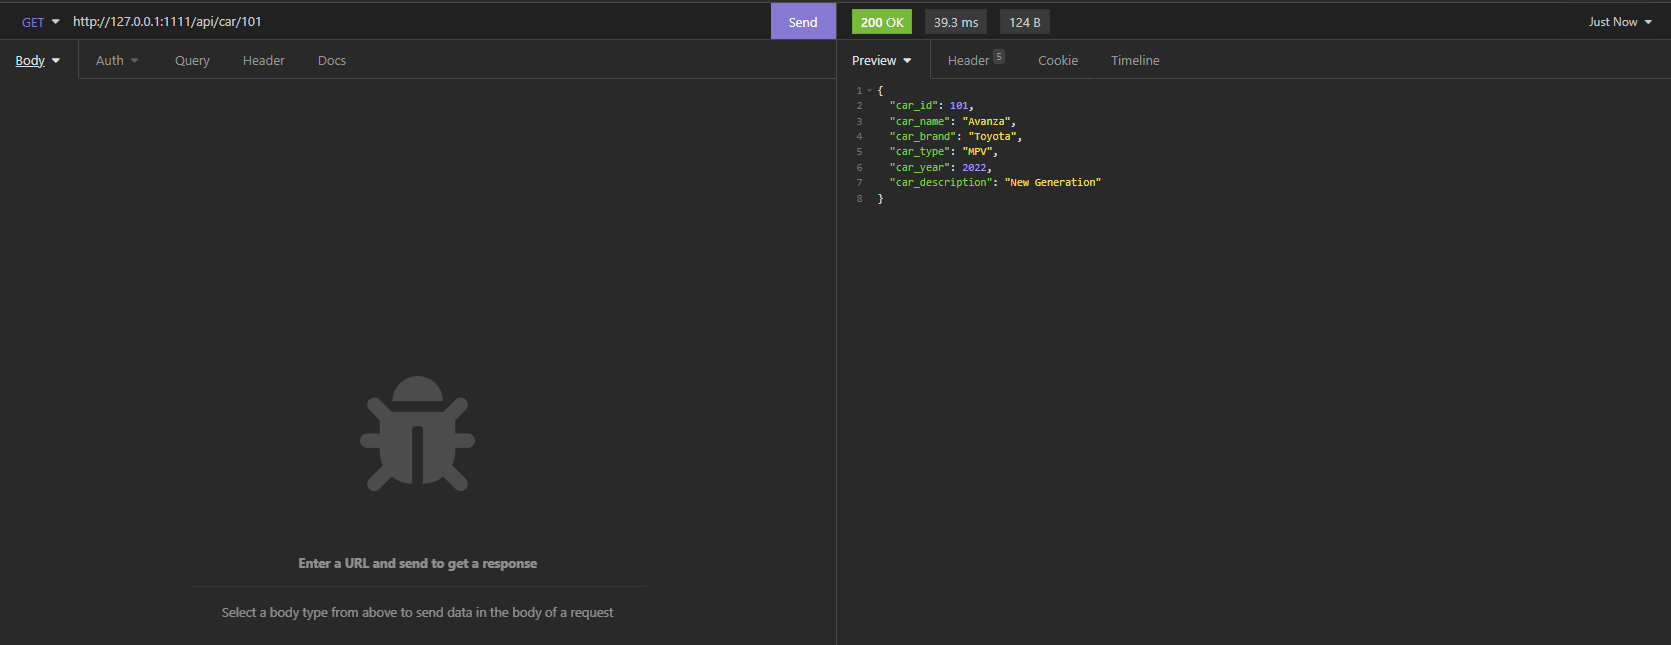 GET http://127.0.0.1:1111/api/car/101 Send 200 OK 39.3 ms 124 B Just Now
Body Auth Query Header Docs
Preview Header 5 Cookie Timeline
1 {
2 "car_id": 101,
3 "car_name": "Avanza",
4 "car_brand": "Toyota",
5 "car_type": "MPV",
6 "car_year": 2022,
7 "car_description": "New Generation"
8 }
Enter a URL and send to get a response
Select a body type from above to send data in the body of a request